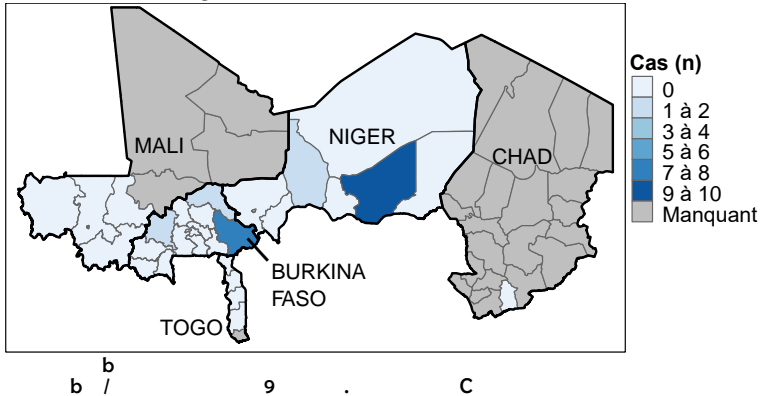 Cas (n)
0
1 à 2
3 à 4
5 à 6
7 à 8
9 à 10
Manquant
MALI
NIGER
CHAD
BURKINA
FASO
TOGO
b
b / 9 . C